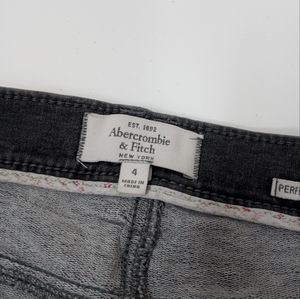 EST. 1892
Abercrombie
& Fitch
NEW YORK
4
MADE IN
CHINA
PERF